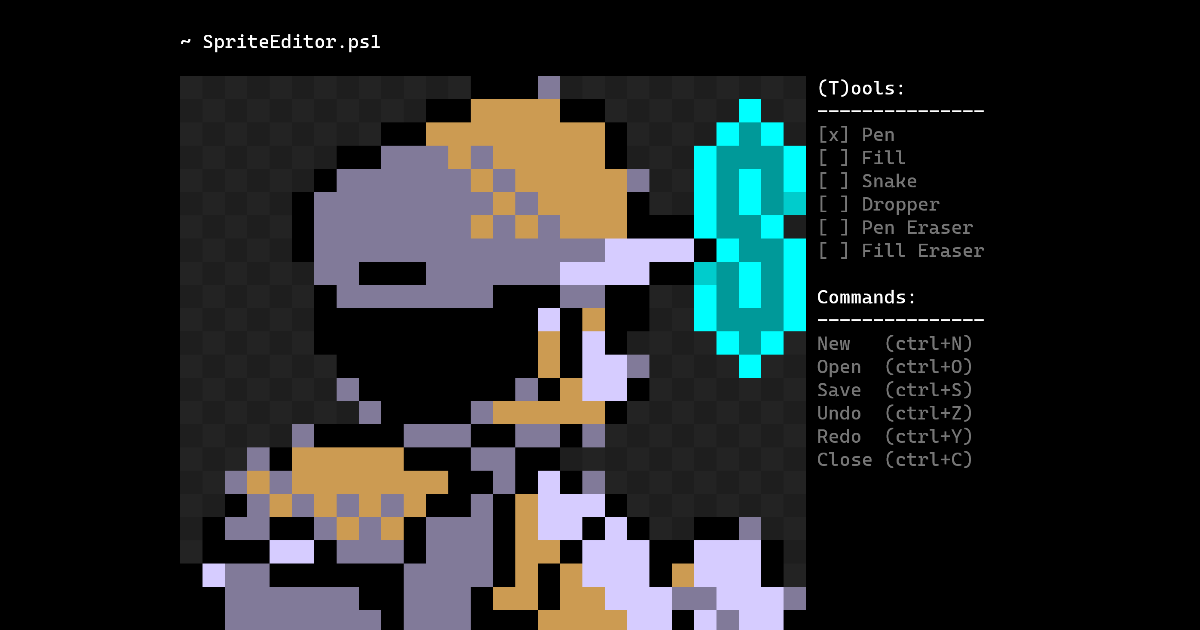 ~ SpriteEditor.ps1
(T)ools:
---------------
[x] Pen
[ ] Fill
[ ] Snake
[ ] Dropper
[ ] Pen Eraser
[ ] Fill Eraser
Commands:
---------------
New   (ctrl+N)
Open  (ctrl+O)
Save  (ctrl+S)
Undo  (ctrl+Z)
Redo  (ctrl+Y)
Close (ctrl+C)